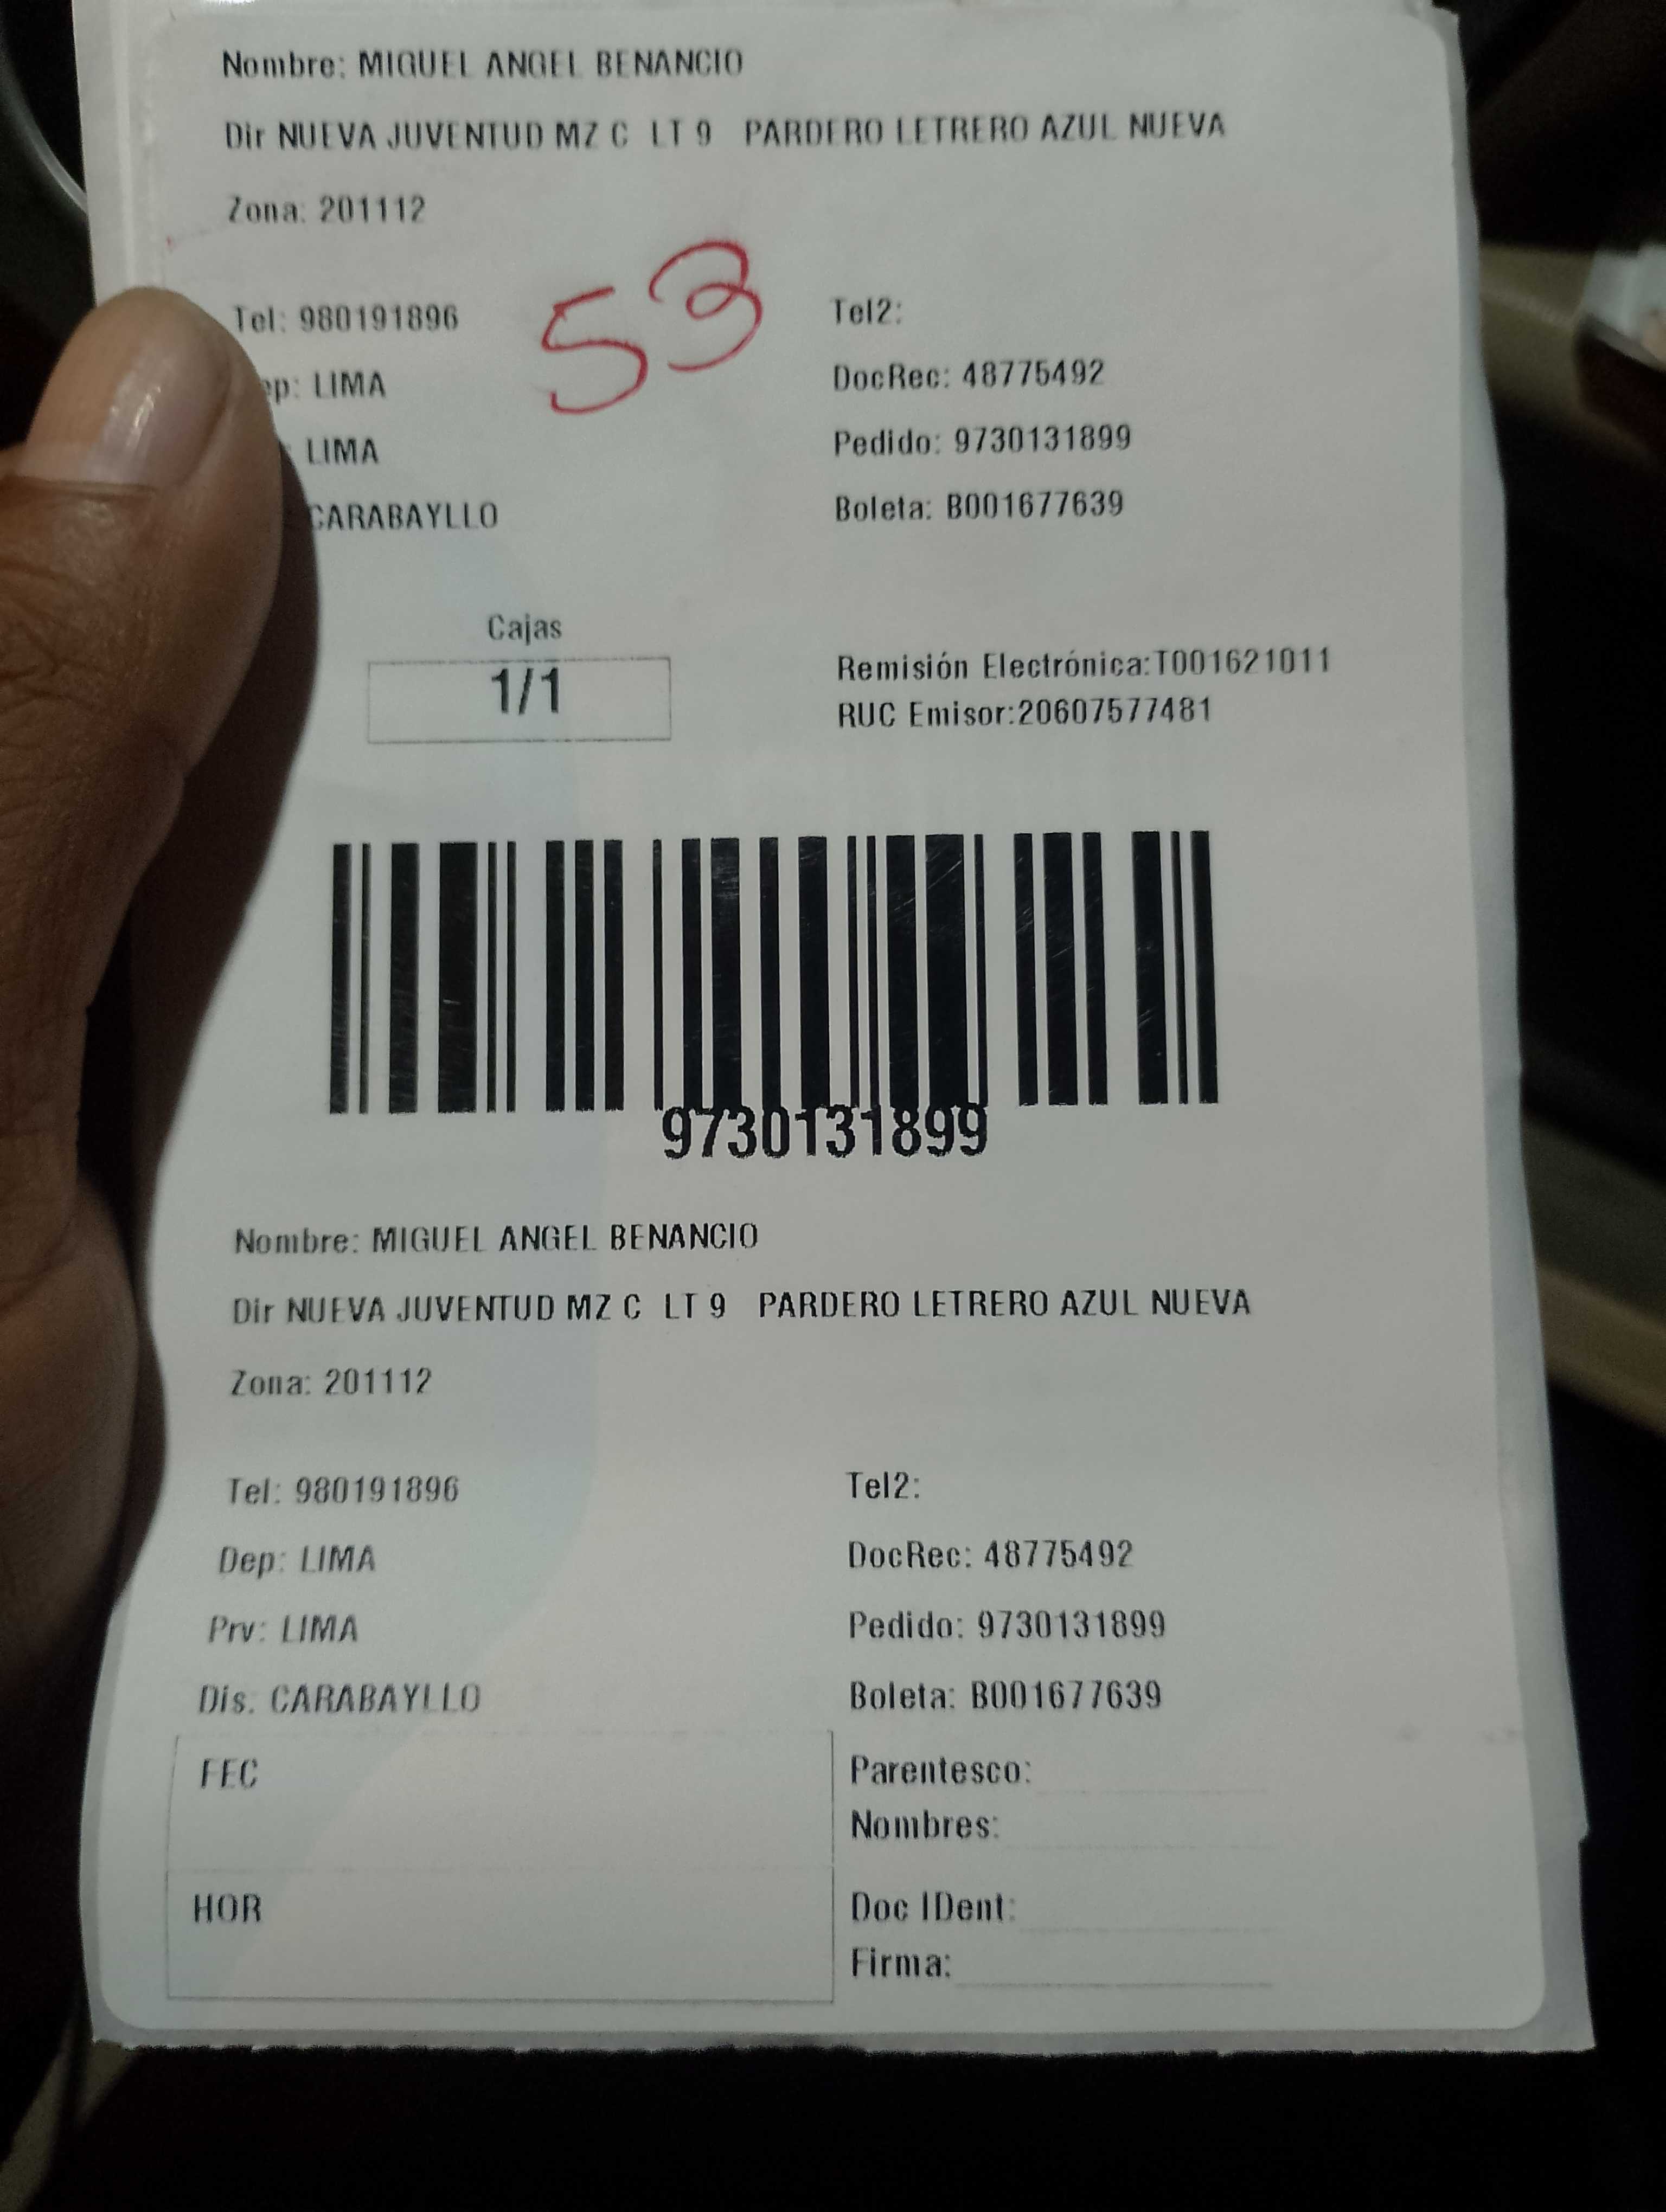 Nombre: MIGUEL ANGEL BENANCIO
Dir NUEVA JUVENTUD MZ C LT 9 PARDERO LETRERO AZUL NUEVA
Zona: 201112
53
Tel: 980191896 Tel2:
ep: LIMA DocRec: 48775492
: LIMA Pedido: 9730131899
CARABAYLLO Boleta: B001677639
Cajas
1/1
Remisión Electrónica:T001621011
RUC Emisor:20607577481
9730131899
Nombre: MIGUEL ANGEL BENANCIO
Dir NUEVA JUVENTUD MZ C LT 9 PARDERO LETRERO AZUL NUEVA
Zona: 201112
Tel: 980191896 Tel2:
Dep: LIMA DocRec: 48775492
Prv: LIMA Pedido: 9730131899
Dis: CARABAYLLO Boleta: B001677639
FEC Parentesco:
Nombres:
HOR Doc IDent:
Firma: